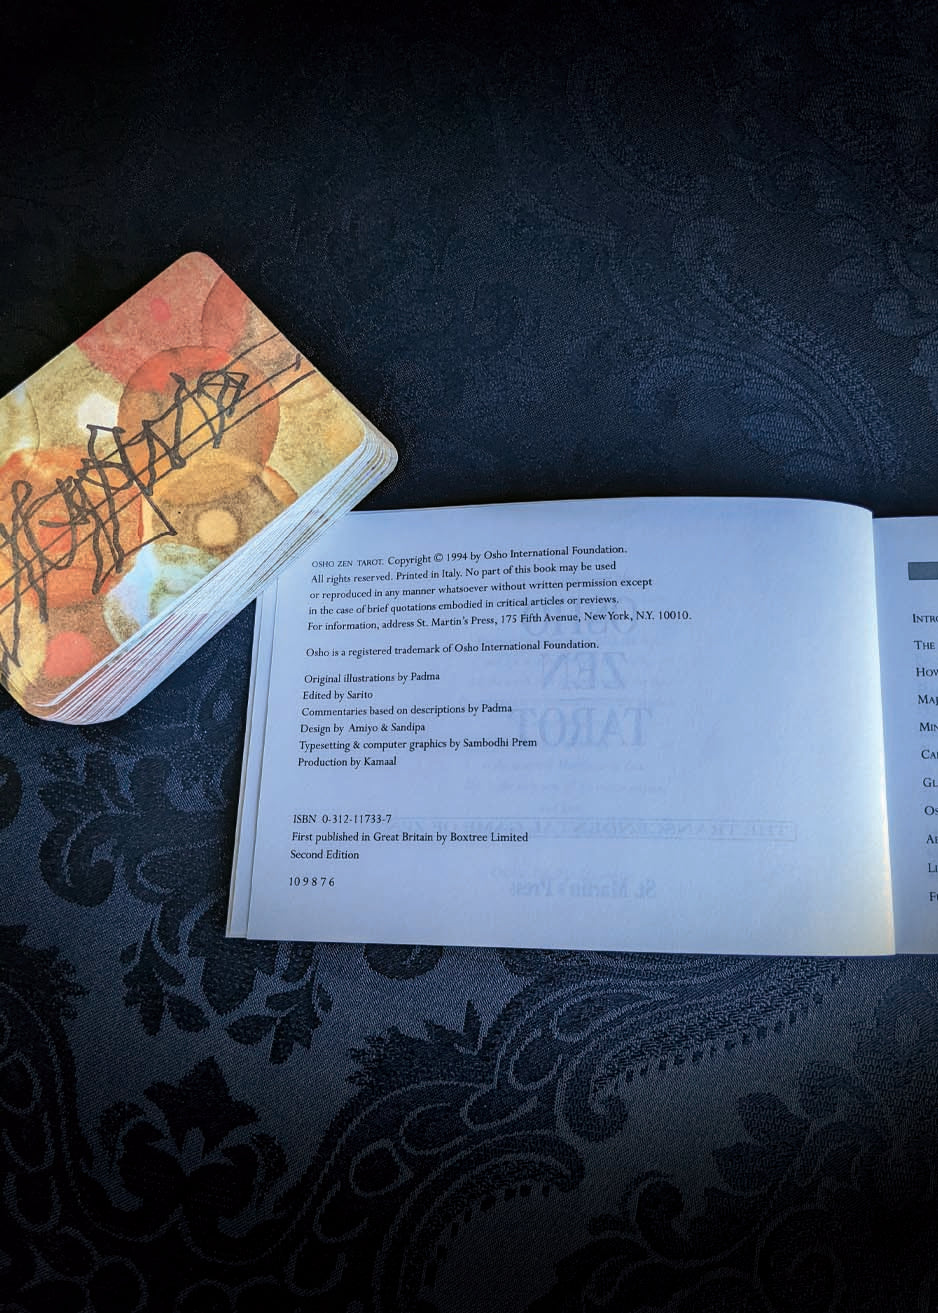 OSHO ZEN TAROT. Copyright © 1994 by Osho International Foundation.
All rights reserved. Printed in Italy. No part of this book may be used
or reproduced in any manner whatsoever without written permission except
in the case of brief quotations embodied in critical articles or reviews.
For information, address St. Martin's Press, 175 Fifth Avenue, New York, N.Y. 10010.
Osho is a registered trademark of Osho International Foundation.
Original illustrations by Padma
Edited by Sarito
Commentaries based on descriptions by Padma
Design by Amiyo & Sandipa
Typesetting & computer graphics by Sambodhi Prem
Production by Kamaal
ISBN 0-312-11733-7
First published in Great Britain by Boxtree Limited
Second Edition
10 9 8 7 6
THE